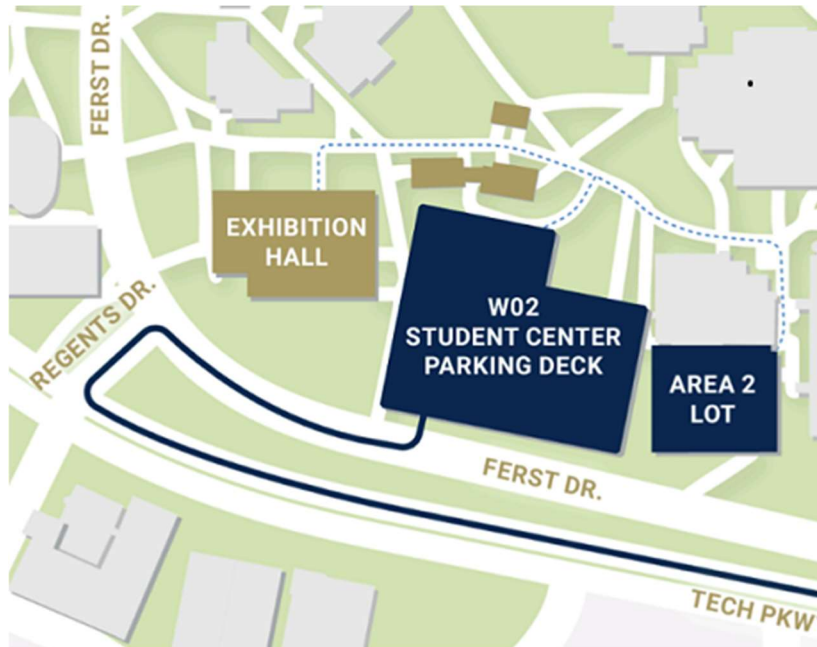 FERST DR.
EXHIBITION
HALL
REGENTS DR.
W02
STUDENT CENTER
PARKING DECK
AREA 2
LOT
FERST DR.
TECH PKW